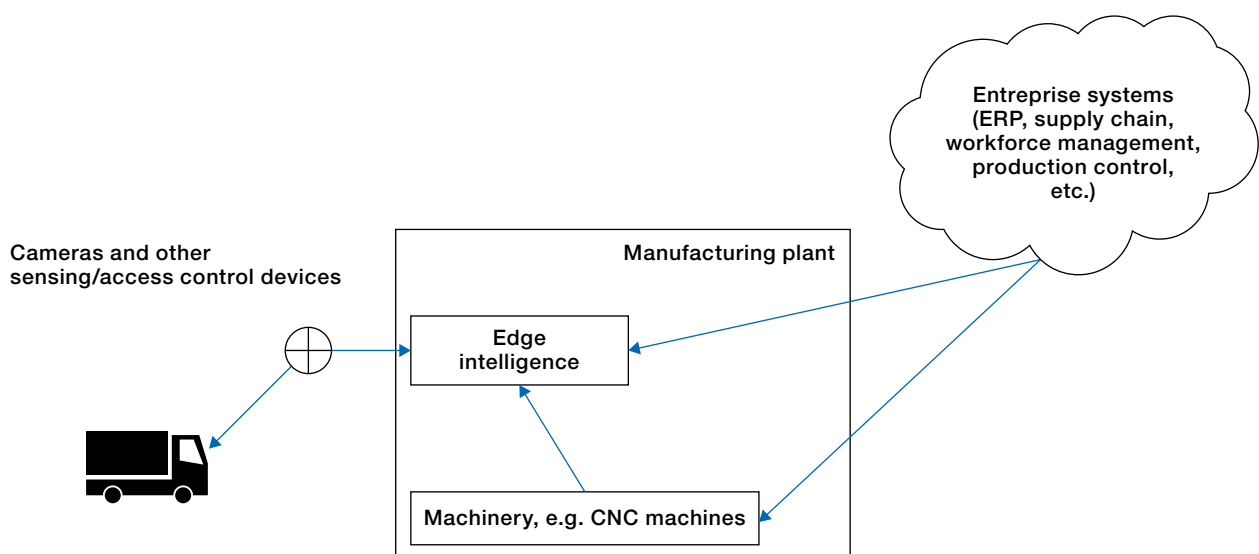 Entreprise systems
(ERP, supply chain,
workforce management,
production control,
etc.)
Cameras and other
sensing/access control devices
Manufacturing plant
Edge
intelligence
Machinery, e.g. CNC machines